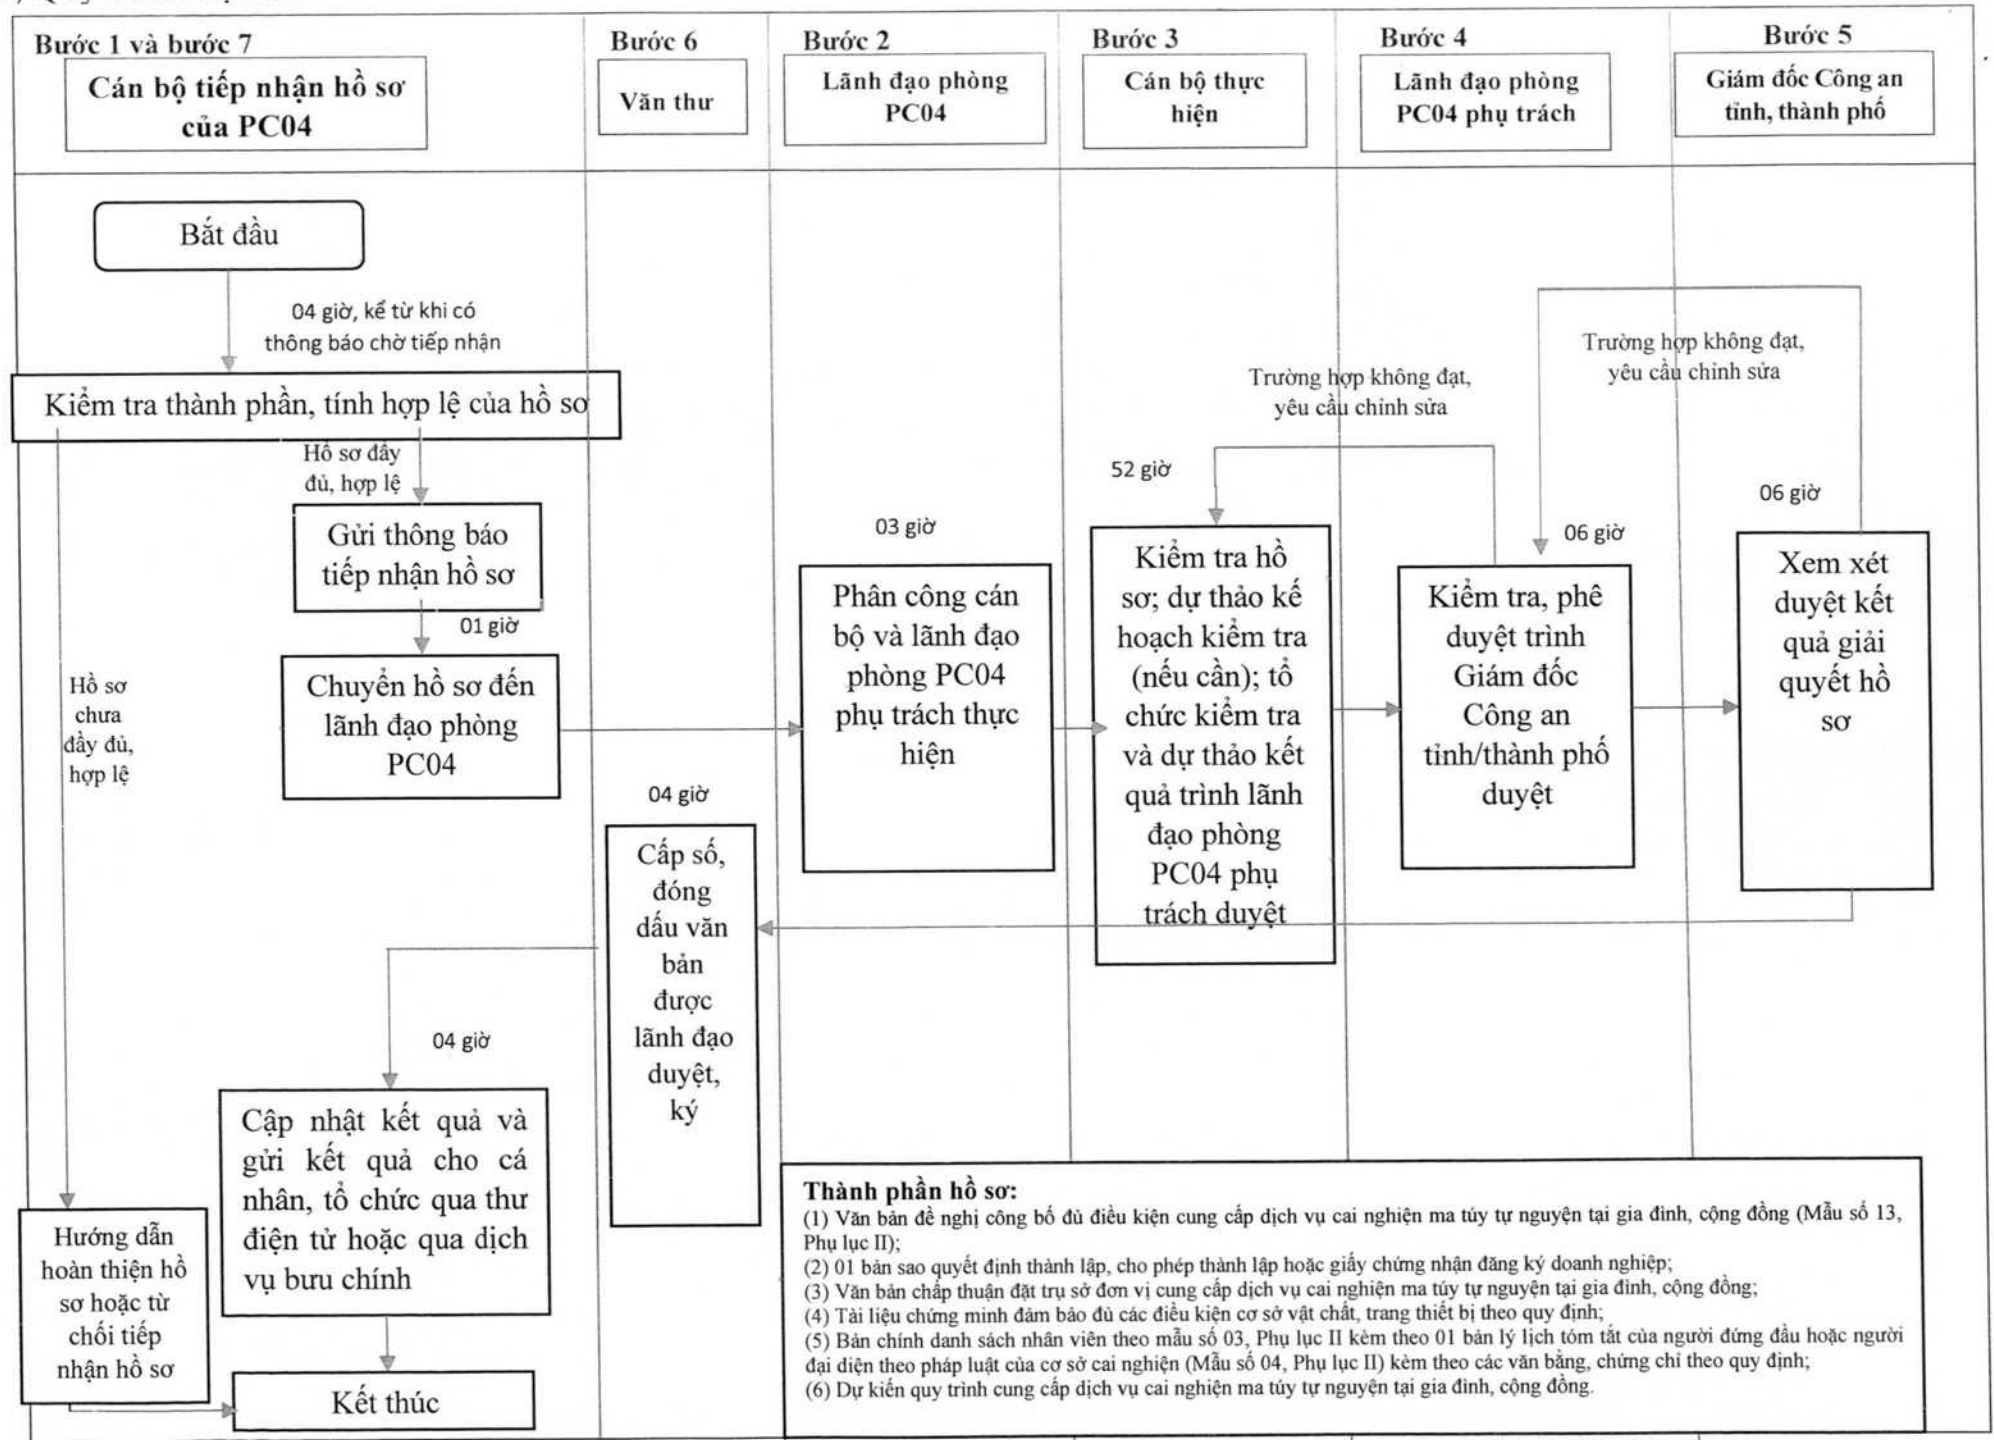 Bước 1 và bước 7
Cán bộ tiếp nhận hồ sơ
của PC04
Bước 6
Văn thư
Bước 2
Lãnh đạo phòng
PC04
Bước 3
Cán bộ thực
hiện
Bước 4
Lãnh đạo phòng
PC04 phụ trách
Bước 5
Giám đốc Công an
tỉnh, thành phố
Bắt đầu
04 giờ, kể từ khi có
thông báo chờ tiếp nhận
Kiểm tra thành phần, tính hợp lệ của hồ sơ
Hồ sơ đầy
đủ, hợp lệ
Gửi thông báo
tiếp nhận hồ sơ
01 giờ
Chuyển hồ sơ đến
lãnh đạo phòng
PC04
Hồ sơ
chưa
đầy đủ,
hợp lệ
03 giờ
Phân công cán
bộ và lãnh đạo
phòng PC04
phụ trách thực
hiện
52 giờ
Trường hợp không đạt,
yêu cầu chỉnh sửa
Kiểm tra hồ
sơ; dự thảo kế
hoạch kiểm tra
(nếu cần); tổ
chức kiểm tra
và dự thảo kết
quả trình lãnh
đạo phòng
PC04 phụ
trách duyệt
Trường hợp không đạt,
yêu cầu chỉnh sửa
06 giờ
Kiểm tra, phê
duyệt trình
Giám đốc
Công an
tỉnh/thành phố
duyệt
06 giờ
Xem xét
duyệt kết
quả giải
quyết hồ
sơ
04 giờ
Cấp số,
đóng
dấu văn
bản
được
lãnh đạo
duyệt,
ký
04 giờ
Cập nhật kết quả và
gửi kết quả cho cá
nhân, tổ chức qua thư
điện tử hoặc qua dịch
vụ bưu chính
Hướng dẫn
hoàn thiện hồ
sơ hoặc từ
chối tiếp
nhận hồ sơ
Kết thúc
Thành phần hồ sơ:
(1) Văn bản đề nghị công bố đủ điều kiện cung cấp dịch vụ cai nghiện ma túy tự nguyện tại gia đình, cộng đồng (Mẫu số 13,
Phụ lục II);
(2) 01 bản sao quyết định thành lập, cho phép thành lập hoặc giấy chứng nhận đăng ký doanh nghiệp;
(3) Văn bản chấp thuận đặt trụ sở đơn vị cung cấp dịch vụ cai nghiện ma túy tự nguyện tại gia đình, cộng đồng;
(4) Tài liệu chứng minh đảm bảo đủ các điều kiện cơ sở vật chất, trang thiết bị theo quy định;
(5) Bản chính danh sách nhân viên theo mẫu số 03, Phụ lục II kèm theo 01 bản lý lịch tóm tắt của người đứng đầu hoặc người
đại diện theo pháp luật của cơ sở cai nghiện (Mẫu số 04, Phụ lục II) kèm theo các văn bằng, chứng chỉ theo quy định;
(6) Dự kiến quy trình cung cấp dịch vụ cai nghiện ma túy tự nguyện tại gia đình, cộng đồng.